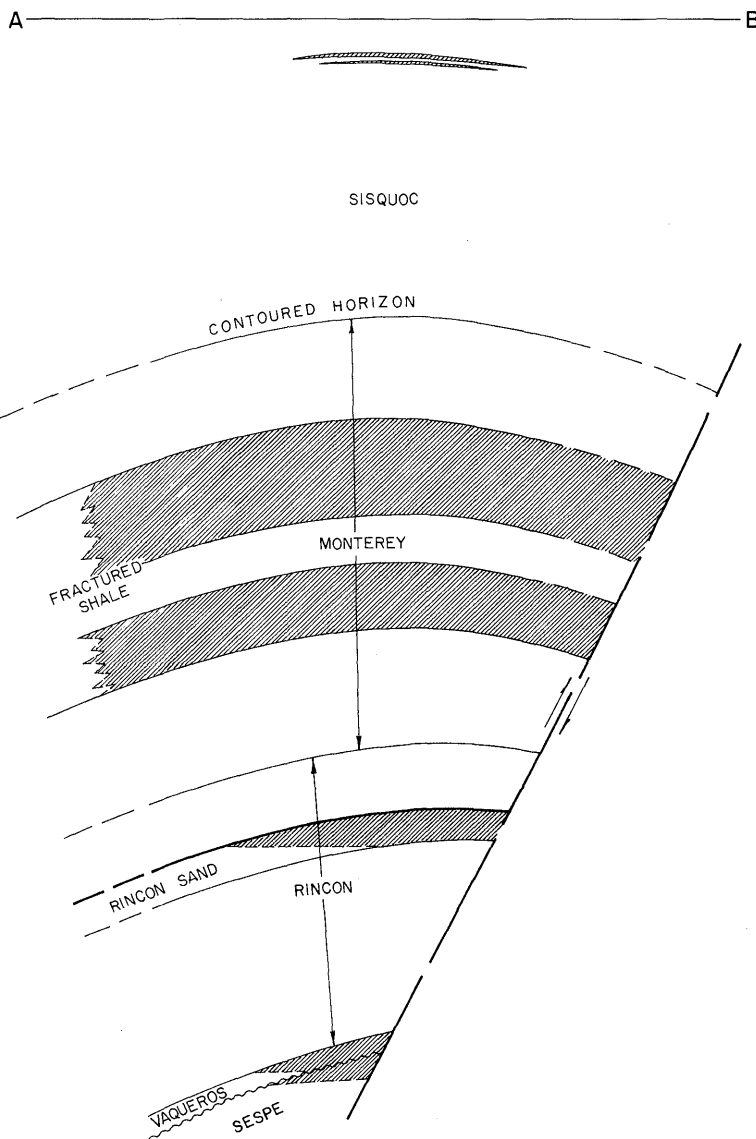 A
B
SISQUOC
CONTOURED HORIZON
MONTEREY
FRACTURED
SHALE
RINCON SAND
RINCON
VAQUEROS
SESPE